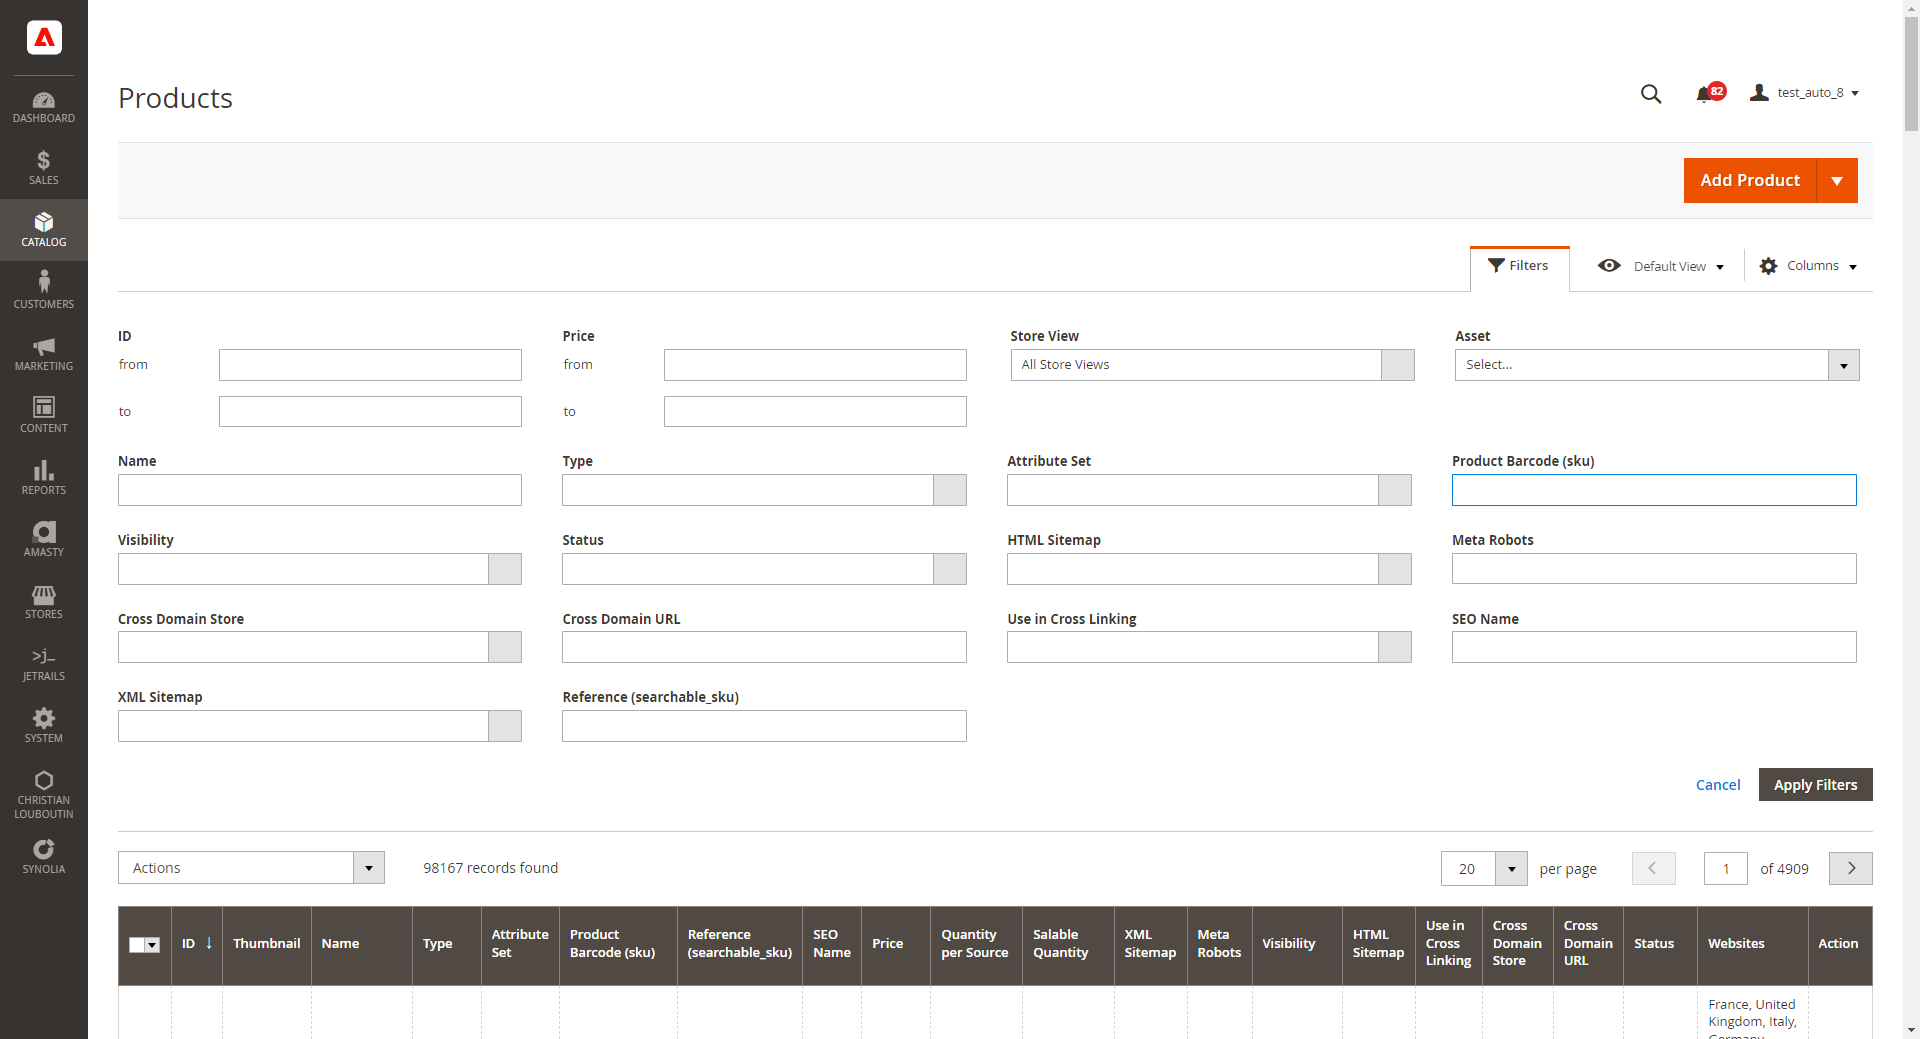 Products
82
test_auto_8
DASHBOARD
SALES
CATALOG
CUSTOMERS
MARKETING
CONTENT
REPORTS
AMASTY
STORES
>j_
JETRAILS
SYSTEM
CHRISTIAN
LOUBOUTIN
SYNOLIA
Add Product
Filters
Default View
Columns
ID
Price
Store View
Asset
from
from
All Store Views
Select...
to
to
Name
Type
Attribute Set
Product Barcode (sku)
Visibility
Status
HTML Sitemap
Meta Robots
Cross Domain Store
Cross Domain URL
Use in Cross Linking
SEO Name
XML Sitemap
Reference (searchable_sku)
Cancel
Apply Filters
Actions
98167 records found
20
per page
1
of 4909
ID ↓
Thumbnail
Name
Type
Attribute
Set
Product
Barcode (sku)
Reference
(searchable_sku)
SEO
Name
Price
Quantity
per Source
Salable
Quantity
XML
Sitemap
Meta
Robots
Visibility
HTML
Sitemap
Use in
Cross
Linking
Cross
Domain
Store
Cross
Domain
URL
Status
Websites
Action
France, United
Kingdom, Italy,
Germany